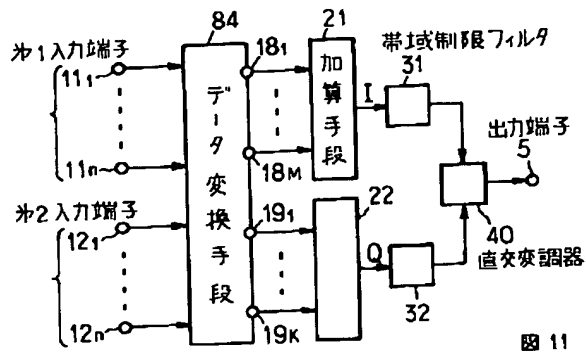 84
21
才1入力端子
11₁
11n
才2入力端子
12₁
12n
データ変換手段
18₁
18M
19₁
19K
加算手段
I
22
Q
帯域制限フィルタ
31
32
出力端子
5
40
直交変調器
図 11